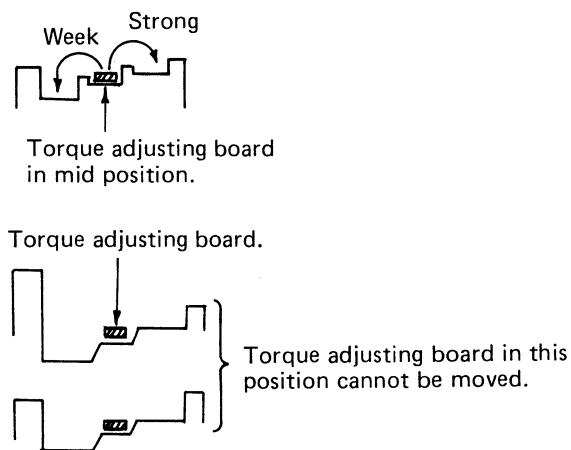 Week
Strong
Torque adjusting board
in mid position.
Torque adjusting board.
Torque adjusting board in this
position cannot be moved.